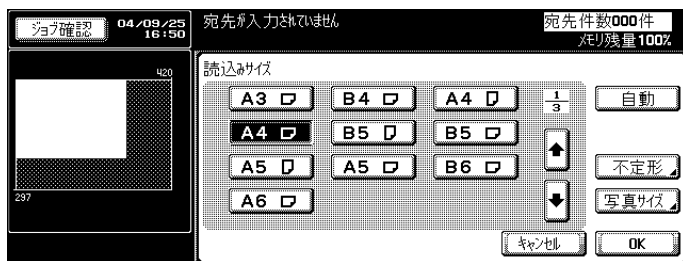 ジョブ確認
04/09/25
16:50
宛先が入力されていません
宛先件数000件
メモリ残量100%
420
297
読込みサイズ
A3
B4
A4
1
3
自動
A4
B5
B5
A5
A5
B6
不定形
A6
写真サイズ
キャンセル
OK